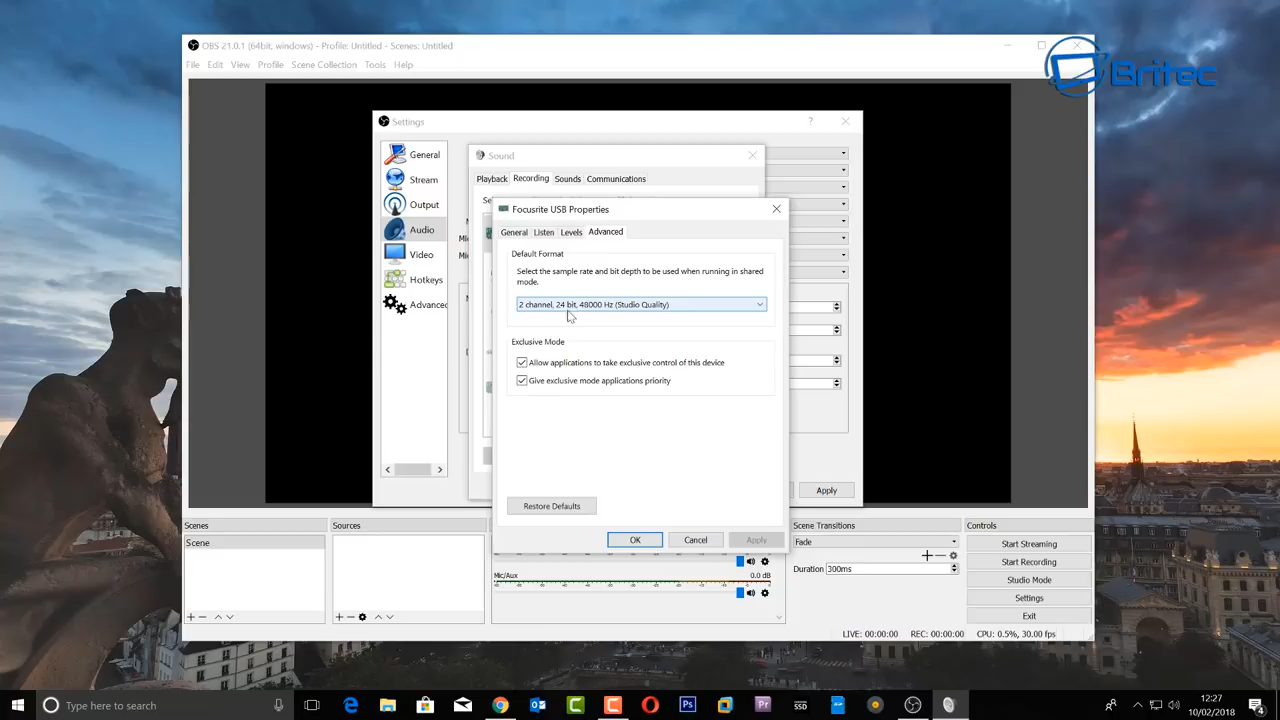 OBS 21.0.1 (64bit, windows) - Profile: Untitled - Scenes: Untitled
File Edit View Profile Scene Collection Tools Help
Britec
Settings
General
Stream
Output
Audio
Video
Hotkeys
Advanced
Sound
Playback Recording Sounds Communications
Focusrite USB Properties
General Listen Levels Advanced
Default Format
Select the sample rate and bit depth to be used when running in shared
mode.
2 channel, 24 bit, 48000 Hz (Studio Quality)
Exclusive Mode
Allow applications to take exclusive control of this device
Give exclusive mode applications priority
Restore Defaults
OK Cancel Apply
Apply
Scenes
Scene
Sources
Mic/Aux 0.0 dB
Scene Transitions
Fade
Duration 300ms
Controls
Start Streaming
Start Recording
Studio Mode
Settings
Exit
LIVE: 00:00:00 REC: 00:00:00 CPU: 0.5%, 30.00 fps
Type here to search
SSD
12:27
10/02/2018